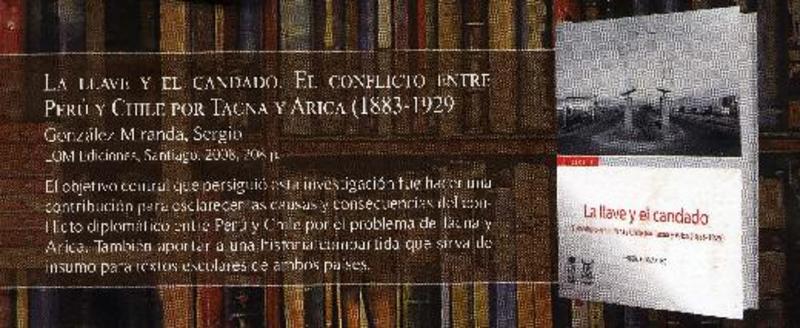 LA LLAVE Y EL CANDADO. EL CONFLICTO ENTRE
PERÚ Y CHILE POR TACNA Y ARICA (1883-1929
González Miranda, Sergio
LOM Ediciones, Santiago, 2008, 208 p.
El objetivo central que persiguió esta investigación fue hacer una
contribución para esclarecer las causas y consecuencias del con-
flicto diplomático entre Perú y Chile por el problema de Tacna y
Arica. También aportar a una historia compartida que sirva de
insumo para textos escolares de ambos países.
La llave y el candado